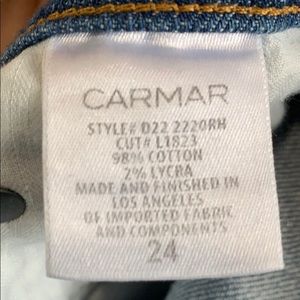 CARMAR
STYLE# D22 2220RH
CUT# L1823
98% COTTON
2% LYCRA
MADE AND FINISHED IN
LOS ANGELES
OF IMPORTED FABRIC
AND COMPONENTS
24